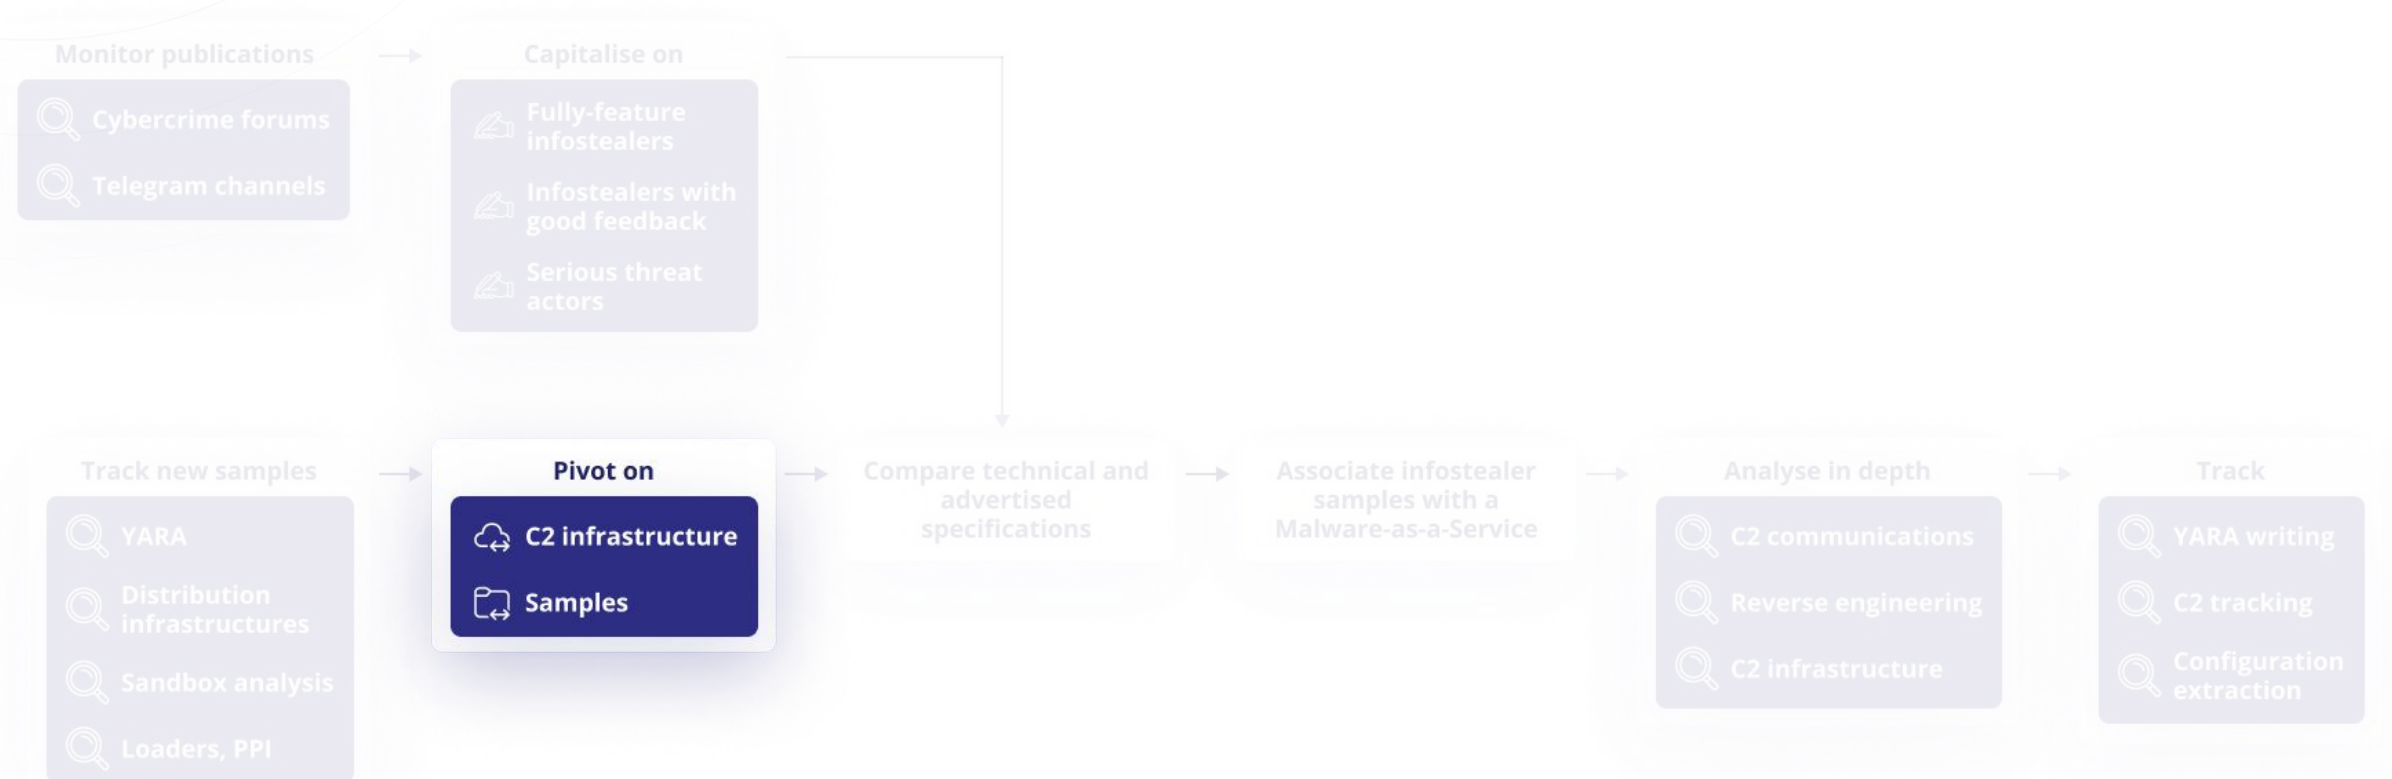 Monitor publications
Cybercrime forums
Telegram channels
Capitalise on
Fully-feature
infostealers
Infostealers with
good feedback
Serious threat
actors
Track new samples
YARA
Distribution
infrastructures
Sandbox analysis
Loaders, PPI
Pivot on
C2 infrastructure
Samples
Compare technical and
advertised
specifications
Associate infostealer
samples with a
Malware-as-a-Service
Analyse in depth
C2 communications
Reverse engineering
C2 infrastructure
Track
YARA writing
C2 tracking
Configuration
extraction